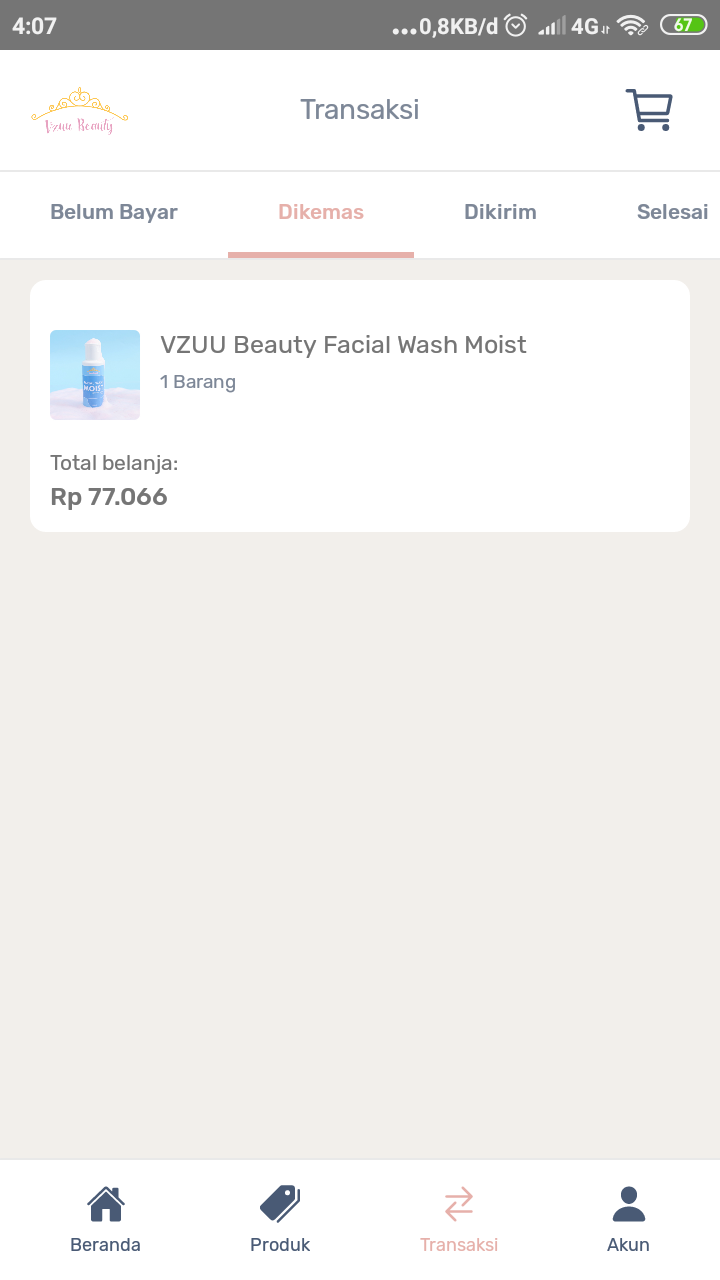 4:07
...0,8KB/d 4G 67
Vzuu Beauty
Transaksi
Belum Bayar Dikemas Dikirim Selesai
VZUU Beauty Facial Wash Moist
1 Barang
MOIST
Total belanja:
Rp 77.066
Beranda Produk Transaksi Akun